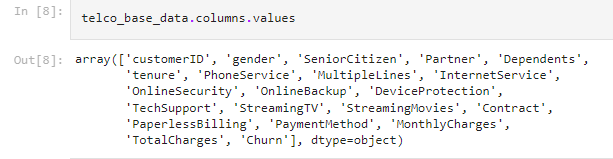 In [8]: telco_base_data.columns.values
Out[8]: array(['customerID', 'gender', 'SeniorCitizen', 'Partner', 'Dependents',
'tenure', 'PhoneService', 'MultipleLines', 'InternetService',
'OnlineSecurity', 'OnlineBackup', 'DeviceProtection',
'TechSupport', 'StreamingTV', 'StreamingMovies', 'Contract',
'PaperlessBilling', 'PaymentMethod', 'MonthlyCharges',
'TotalCharges', 'Churn'], dtype=object)